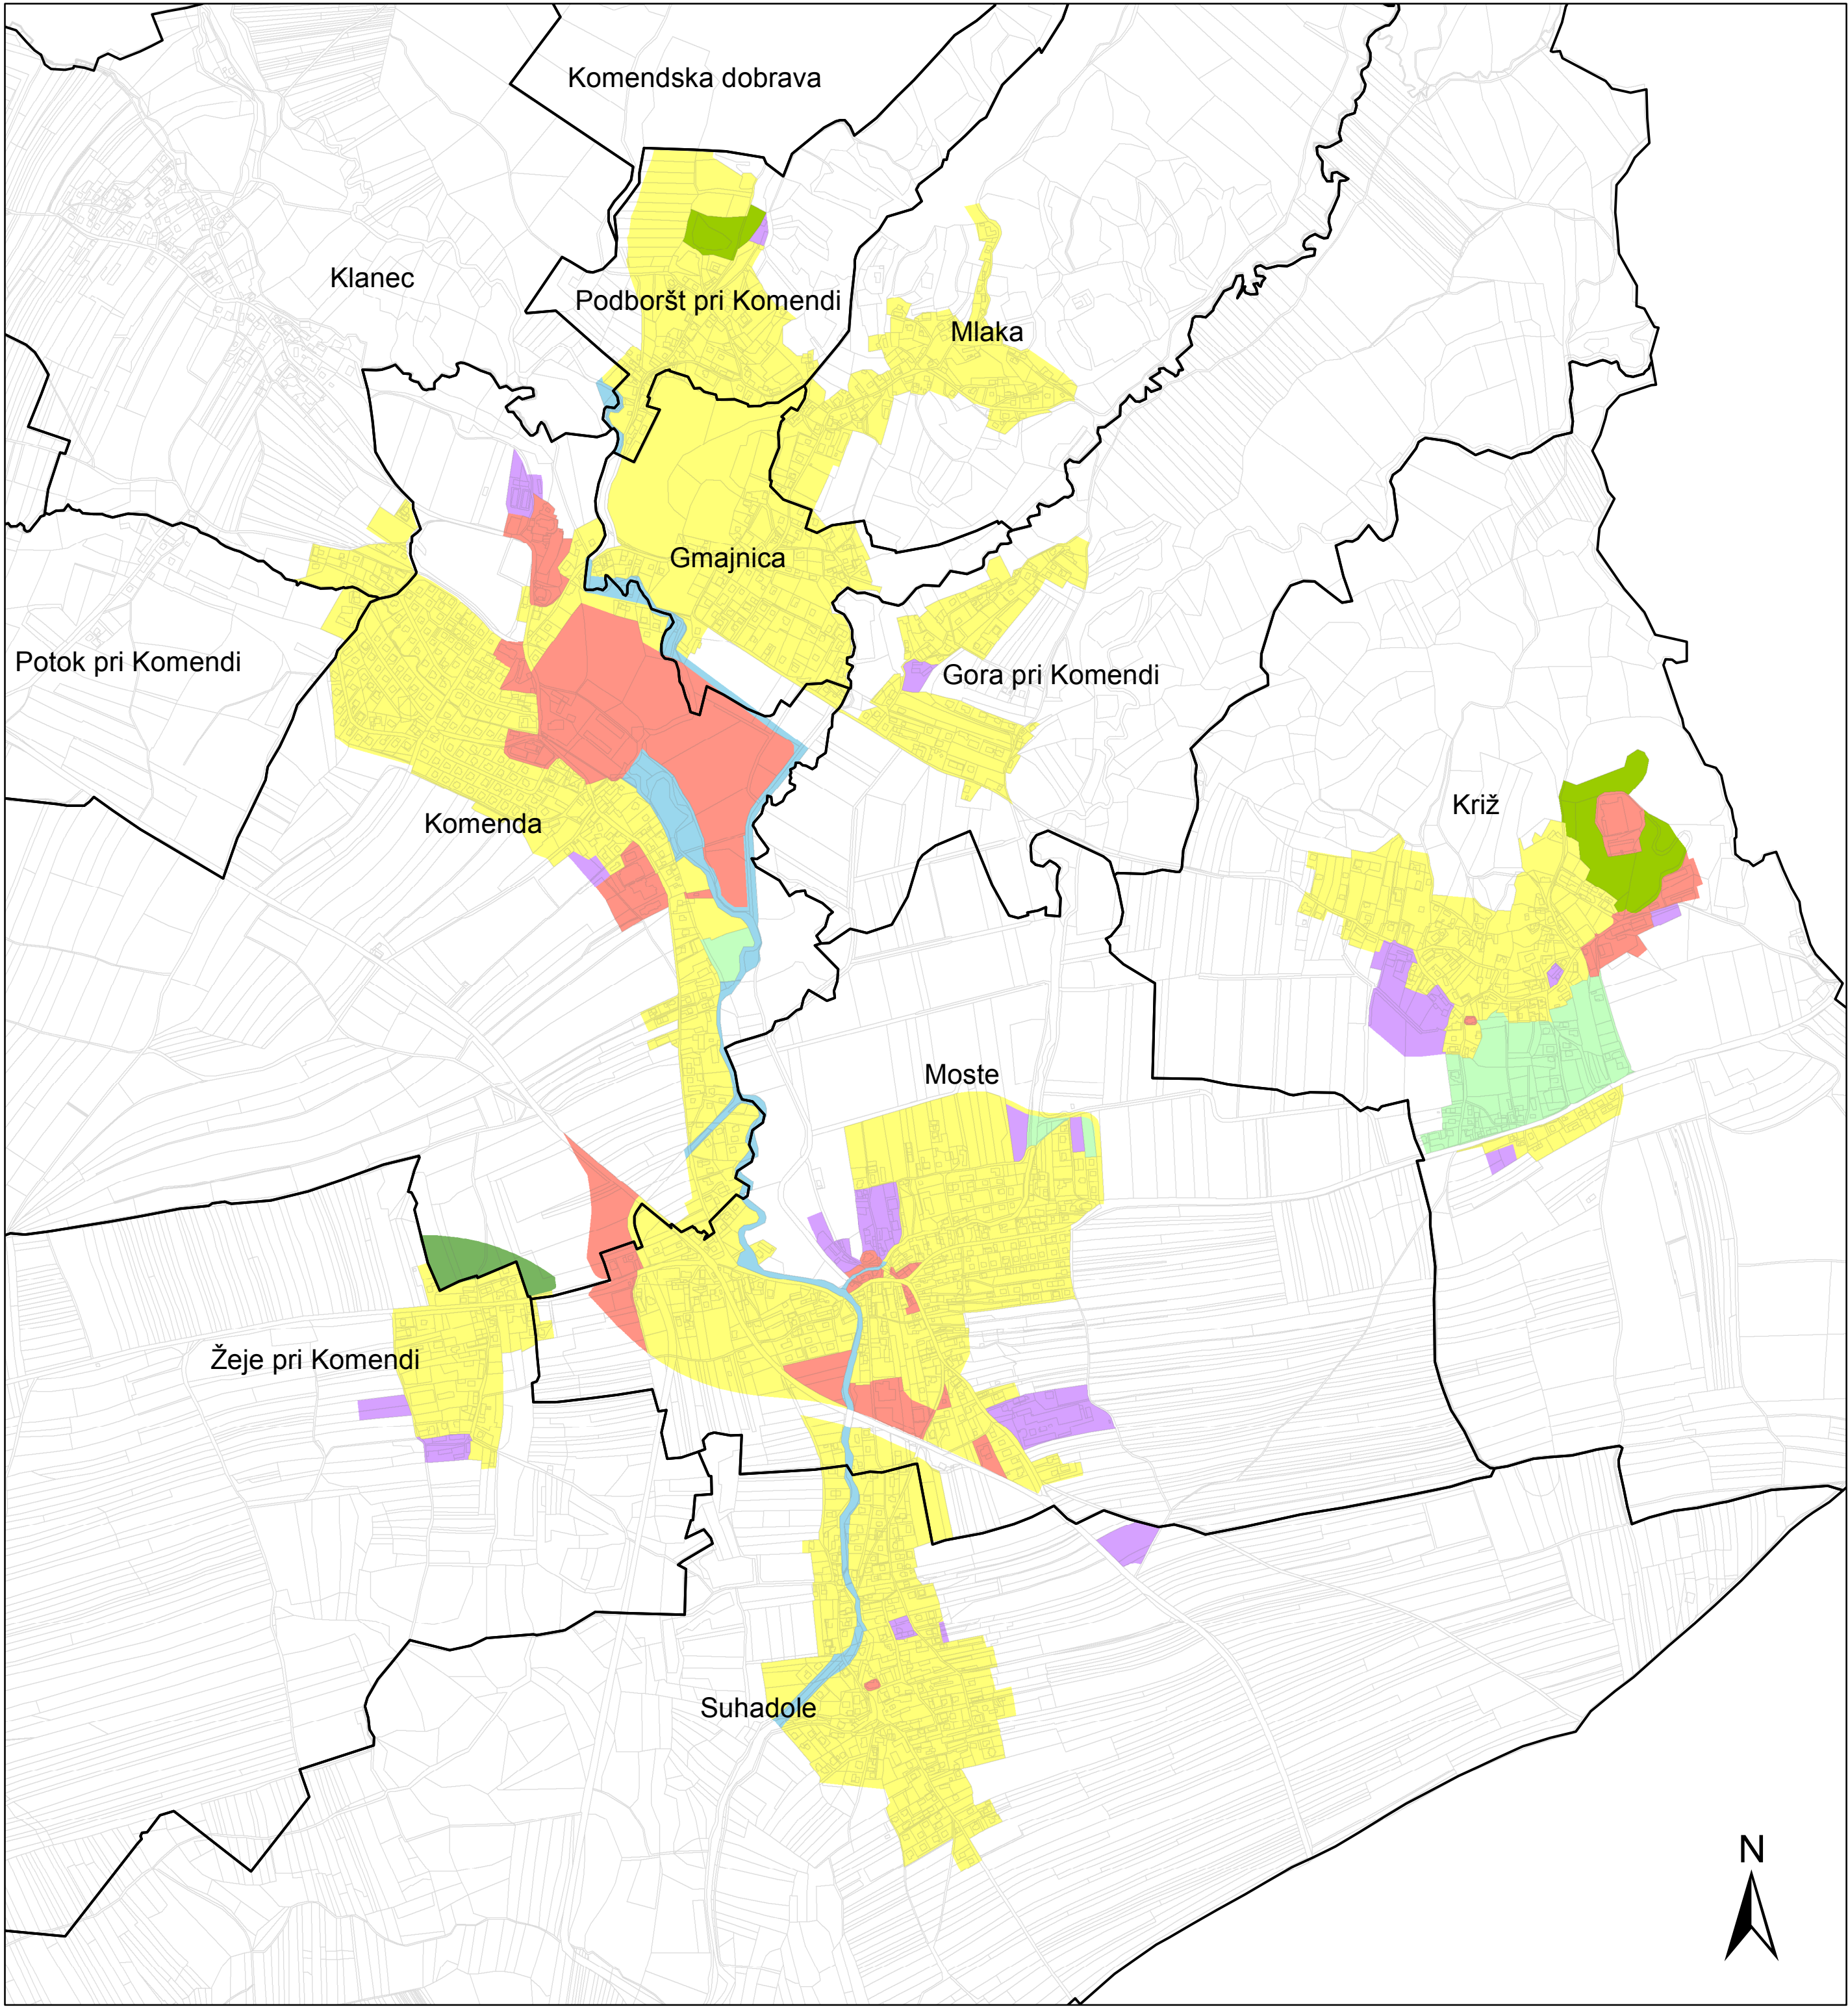 Komendska dobrava
Klanec
Podboršt pri Komendi
Mlaka
Gmajnica
Potok pri Komendi
Gora pri Komendi
Križ
Komenda
Moste
Žeje pri Komendi
Suhadole
N